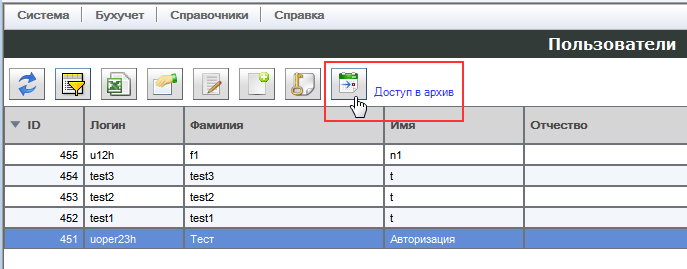 Система Бухучет Справочники Справка
Пользователи
Доступ в архив
ID Логин Фамилия Имя Отчество
455 u12h f1 n1
454 test3 test3 t
453 test2 test2 t
452 test1 test1 t
451 uoper23h Тест Авторизация